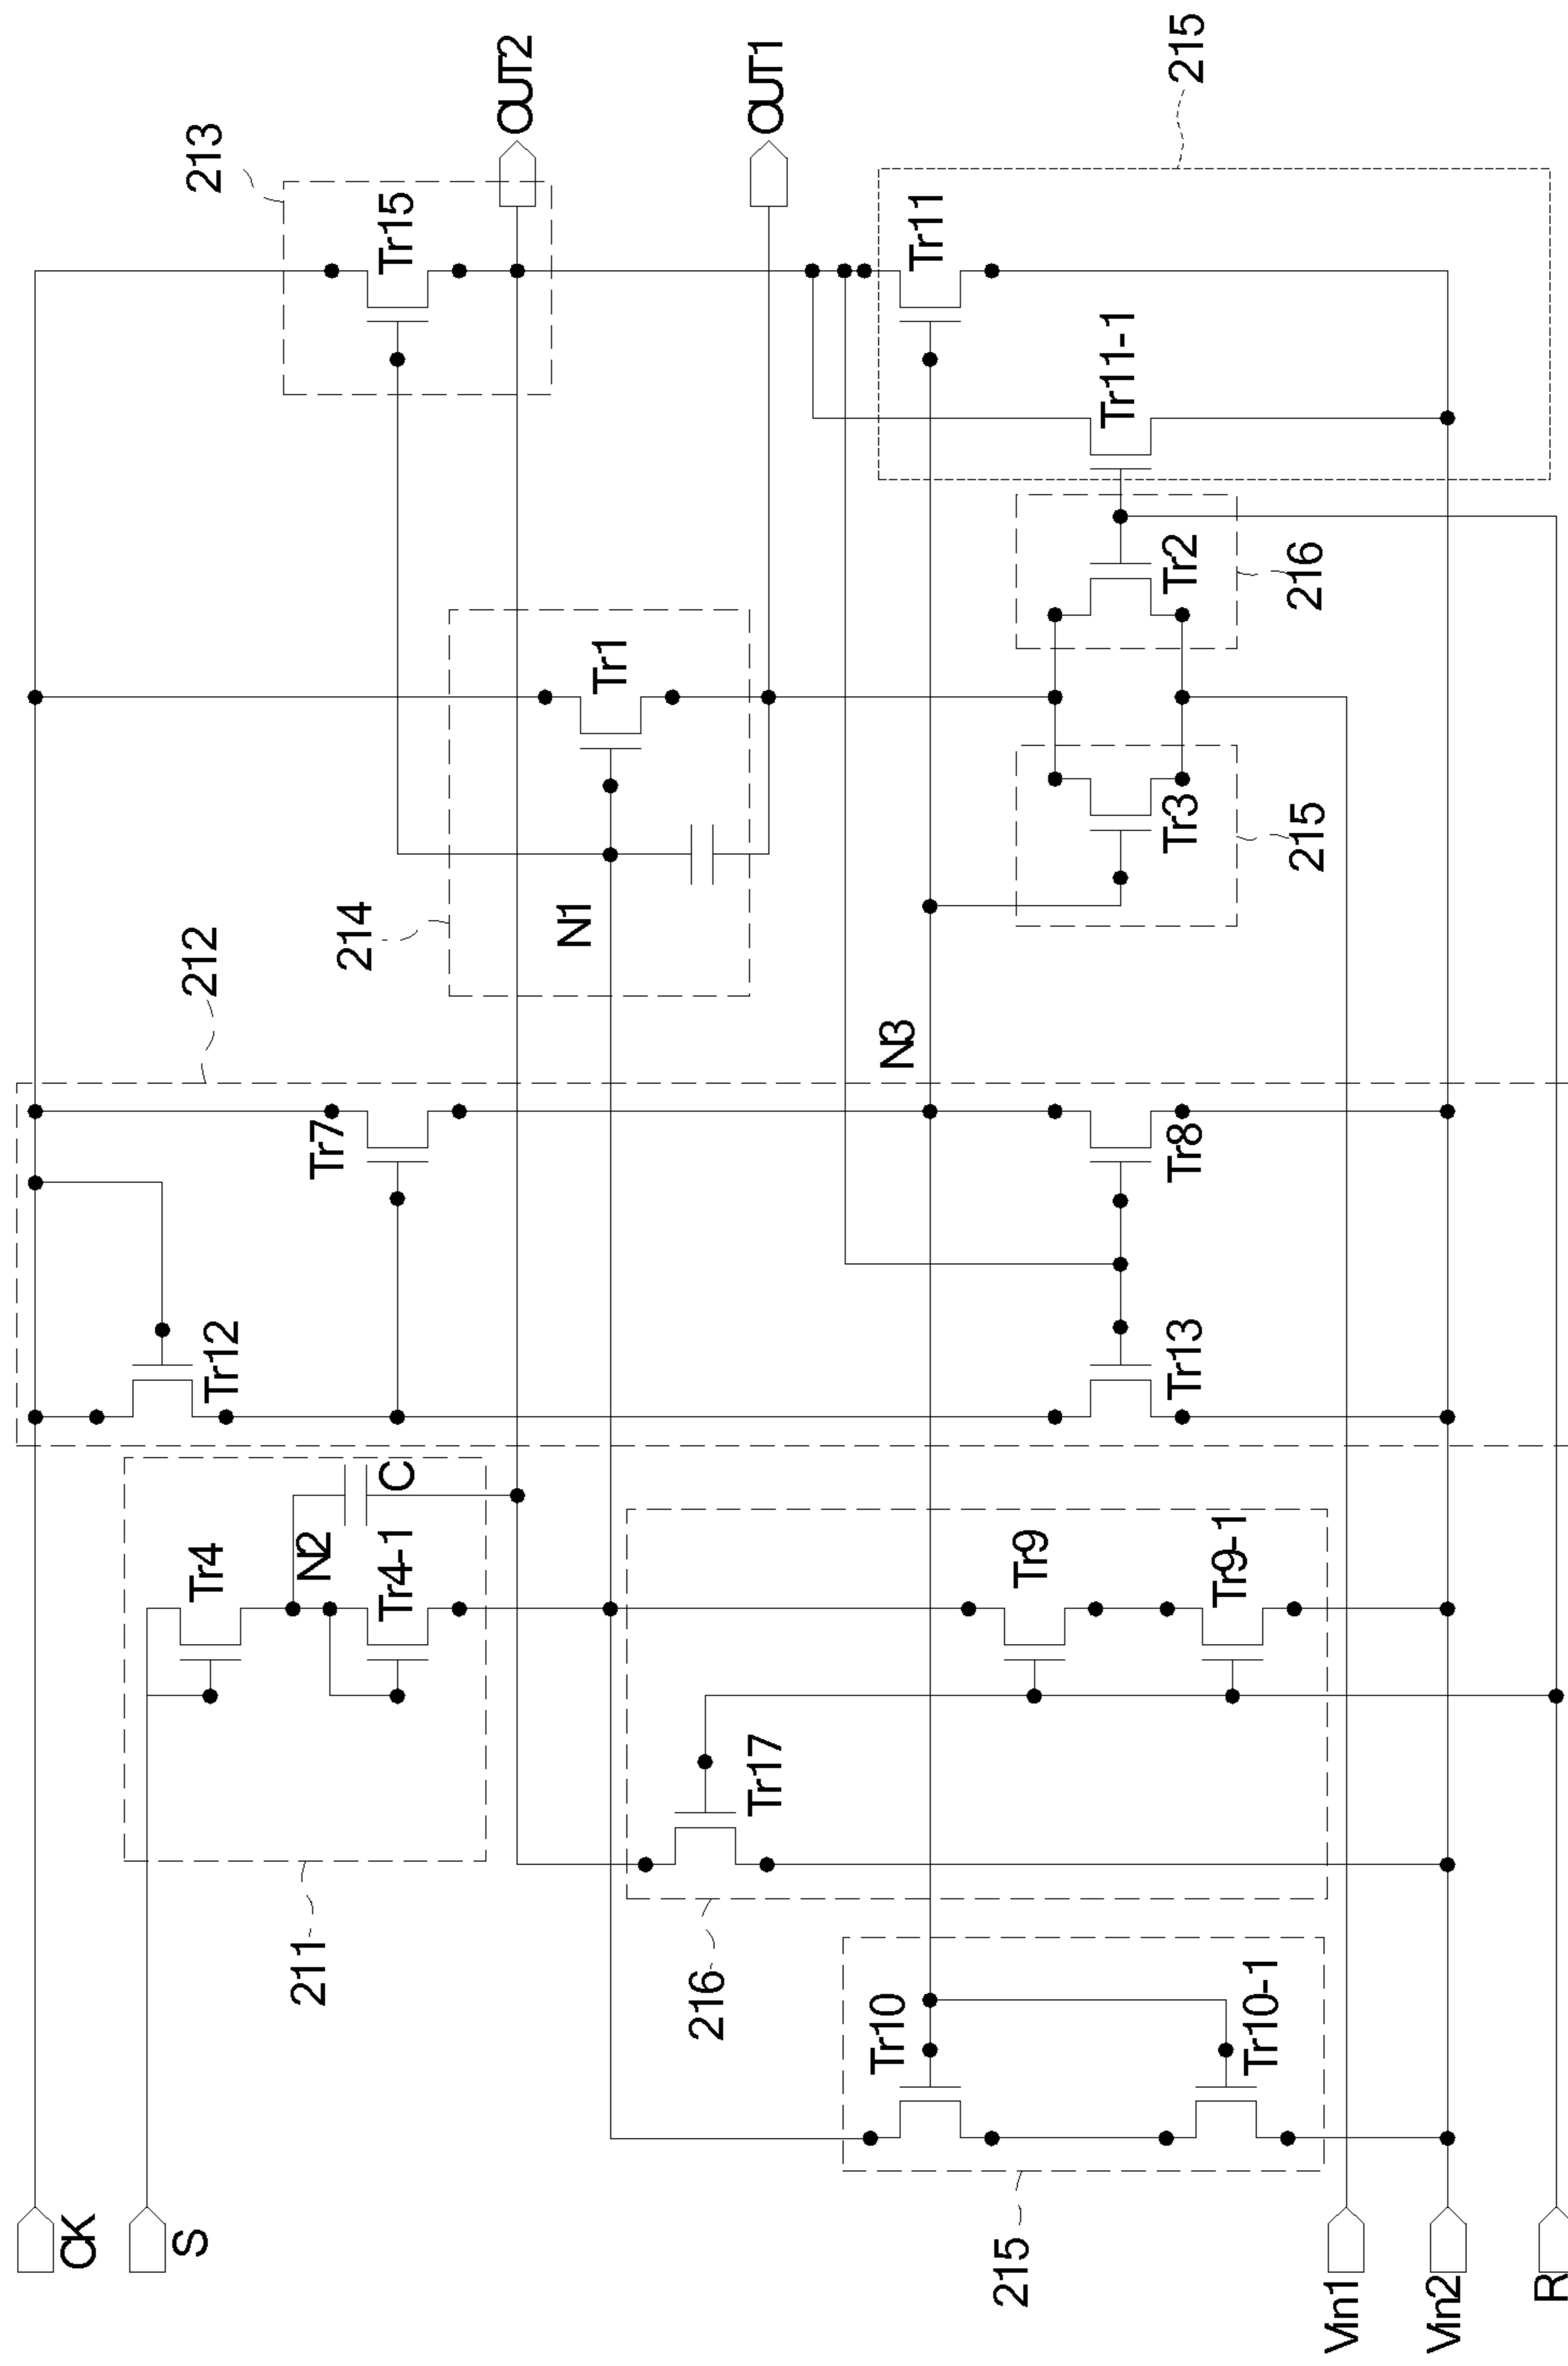 CK
S
Vin1
Vin2
R
211
Tr4
N2
Tr4-1
C
Tr12
Tr7
212
213
Tr15
OUT2
OUT1
214
N1
Tr1
216
Tr17
Tr9
Tr9-1
215
Tr10
Tr10-1
N3
Tr13
Tr8
Tr3
215
Tr2
216
Tr11
Tr11-1
215